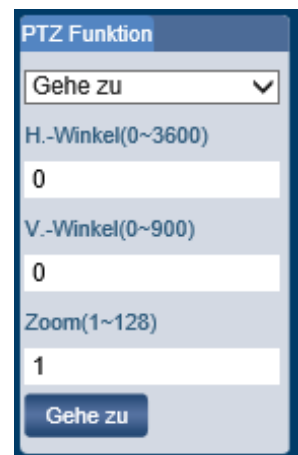 PTZ Funktion
Gehe zu
H.-Winkel(0~3600)
0
V.-Winkel(0~900)
0
Zoom(1~128)
1
Gehe zu